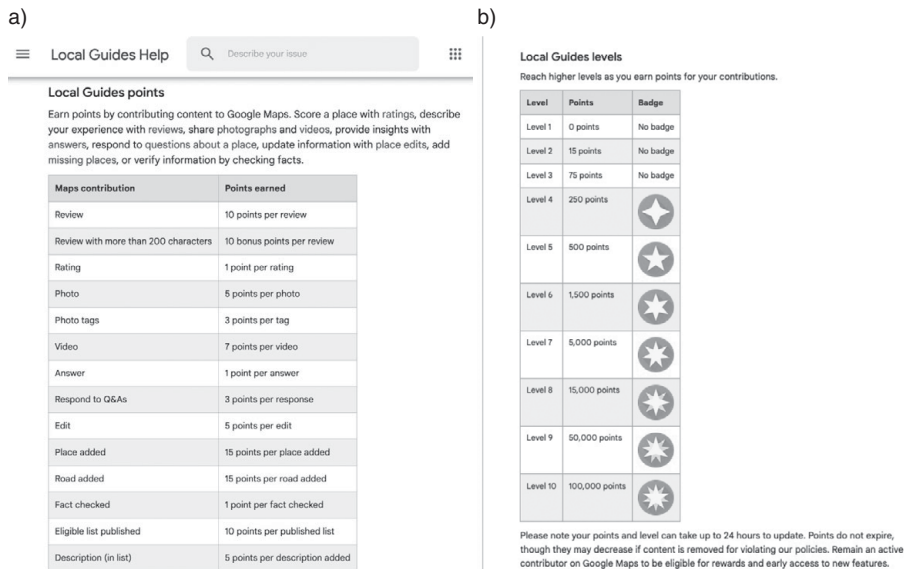 a)
Local Guides Help
Describe your issue
Local Guides points
Earn points by contributing content to Google Maps. Score a place with ratings, describe
your experience with reviews, share photographs and videos, provide insights with
answers, respond to questions about a place, update information with place edits, add
missing places, or verify information by checking facts.
Maps contribution Points earned
Review 10 points per review
Review with more than 200 characters 10 bonus points per review
Rating 1 point per rating
Photo 5 points per photo
Photo tags 3 points per tag
Video 7 points per video
Answer 1 point per answer
Respond to Q&As 3 points per response
Edit 5 points per edit
Place added 15 points per place added
Road added 15 points per road added
Fact checked 1 point per fact checked
Eligible list published 10 points per published list
Description (in list) 5 points per description added
b)
Local Guides levels
Reach higher levels as you earn points for your contributions.
Level Points Badge
Level 1 0 points No badge
Level 2 15 points No badge
Level 3 75 points No badge
Level 4 250 points
Level 5 500 points
Level 6 1,500 points
Level 7 5,000 points
Level 8 15,000 points
Level 9 50,000 points
Level 10 100,000 points
Please note your points and level can take up to 24 hours to update. Points do not expire,
though they may decrease if content is removed for violating our policies. Remain an active
contributor on Google Maps to be eligible for rewards and early access to new features.